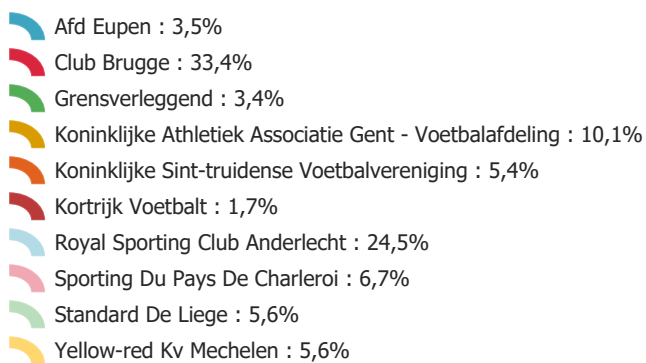 Afd Eupen : 3,5%
Club Brugge : 33,4%
Grensverleggend : 3,4%
Koninklijke Athletiek Associatie Gent - Voetbalafdeling : 10,1%
Koninklijke Sint-truidense Voetbalvereniging : 5,4%
Kortrijk Voetbalt : 1,7%
Royal Sporting Club Anderlecht : 24,5%
Sporting Du Pays De Charleroi : 6,7%
Standard De Liege : 5,6%
Yellow-red Kv Mechelen : 5,6%